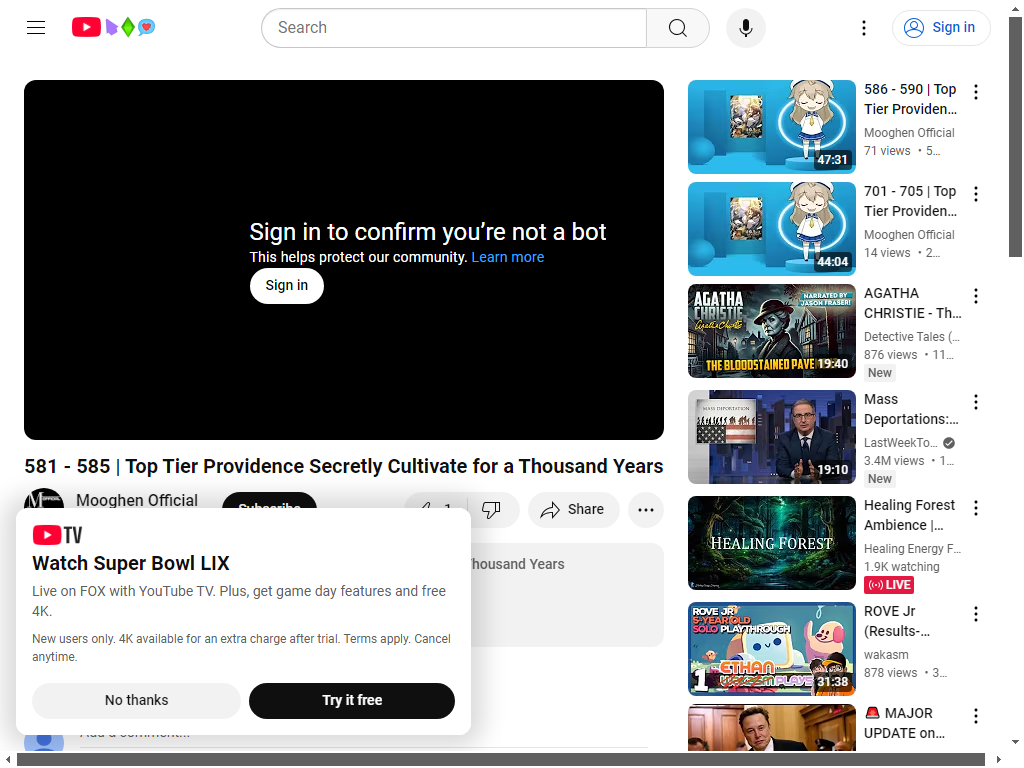 Search
Sign in
Sign in to confirm you’re not a bot
This helps protect our community. Learn more
Sign in
581 - 585 | Top Tier Providence Secretly Cultivate for a Thousand Years
Mooghen Official
Subscribe
1
Share
Thousand Years
TV
Watch Super Bowl LIX
Live on FOX with YouTube TV. Plus, get game day features and free
4K.
New users only. 4K available for an extra charge after trial. Terms apply. Cancel
anytime.
No thanks
Try it free
Add a comment...
47:31
586 - 590 | Top
Tier Providen...
Mooghen Official
71 views • 5...
44:04
701 - 705 | Top
Tier Providen...
Mooghen Official
14 views • 2...
AGATHA
CHRISTIE
Agatha Christie
NARRATED BY
JASON FRASER!
THE BLOODSTAINED PAVE
19:40
AGATHA
CHRISTIE - Th...
Detective Tales (...
876 views • 11...
New
MASS DEPORTATION
19:10
Mass
Deportations:...
LastWeekTo...
3.4M views • 1...
New
HEALING FOREST
Healing Forest
Ambience |...
Healing Energy F...
1.9K watching
LIVE
ROVE JR
5-YEAR OLD
SOLO PLAYTHROUGH
1
ETHAN
WAKASM PLAYS
31:38
ROVE Jr
(Results-...
wakasm
878 views • 3...
🚨 MAJOR
UPDATE on...